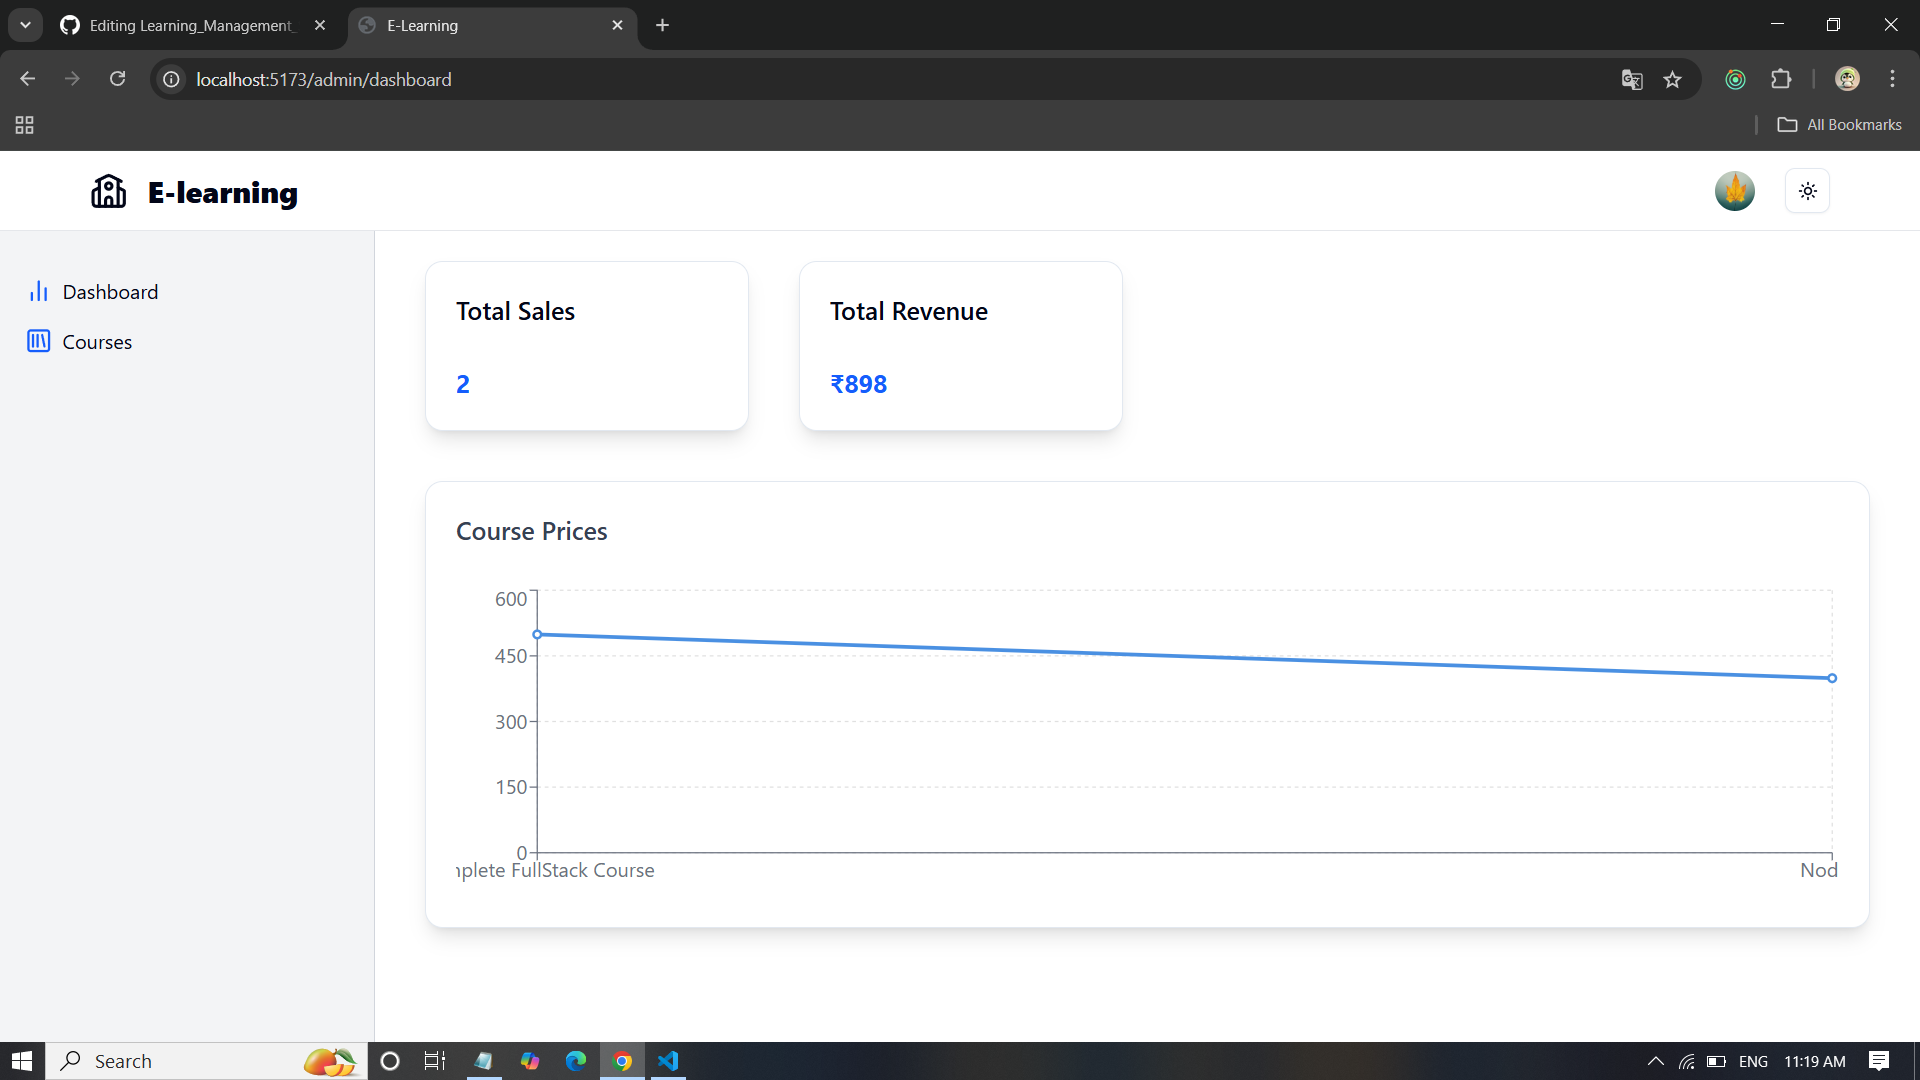 Editing Learning_Management_
E-Learning
localhost:5173/admin/dashboard
All Bookmarks
E-learning
Dashboard
Courses
Total Sales
2
Total Revenue
₹898
Course Prices
600
450
300
150
0
nplete FullStack Course
Nod
Search
ENG
11:19 AM